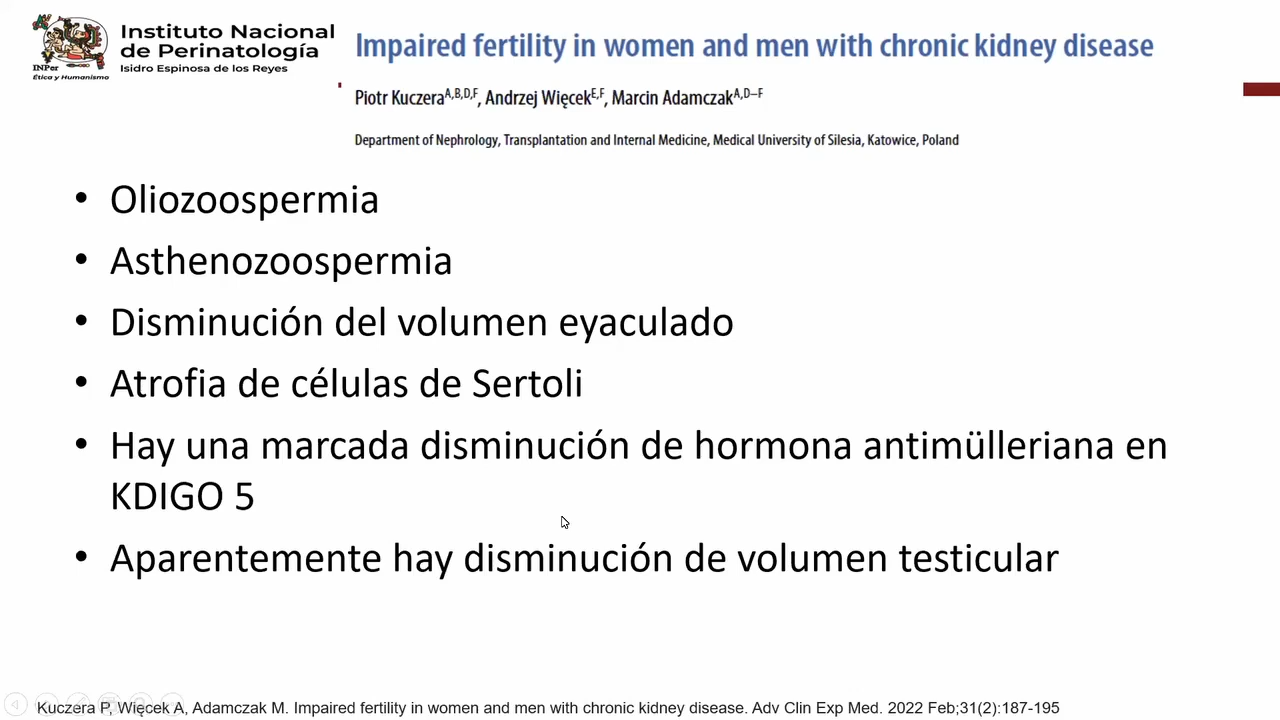 Instituto Nacional
de Perinatología
Isidro Espinosa de los Reyes
INPer
Ética y Humanismo
Impaired fertility in women and men with chronic kidney disease
Piotr KuczeraA,B,D,F, Andrzej WięcekE,F, Marcin AdamczakA,D–F
Department of Nephrology, Transplantation and Internal Medicine, Medical University of Silesia, Katowice, Poland
• Oliozoospermia
• Asthenozoospermia
• Disminución del volumen eyaculado
• Atrofia de células de Sertoli
• Hay una marcada disminución de hormona antimülleriana en
KDIGO 5
• Aparentemente hay disminución de volumen testicular
Kuczera P, Więcek A, Adamczak M. Impaired fertility in women and men with chronic kidney disease. Adv Clin Exp Med. 2022 Feb;31(2):187-195